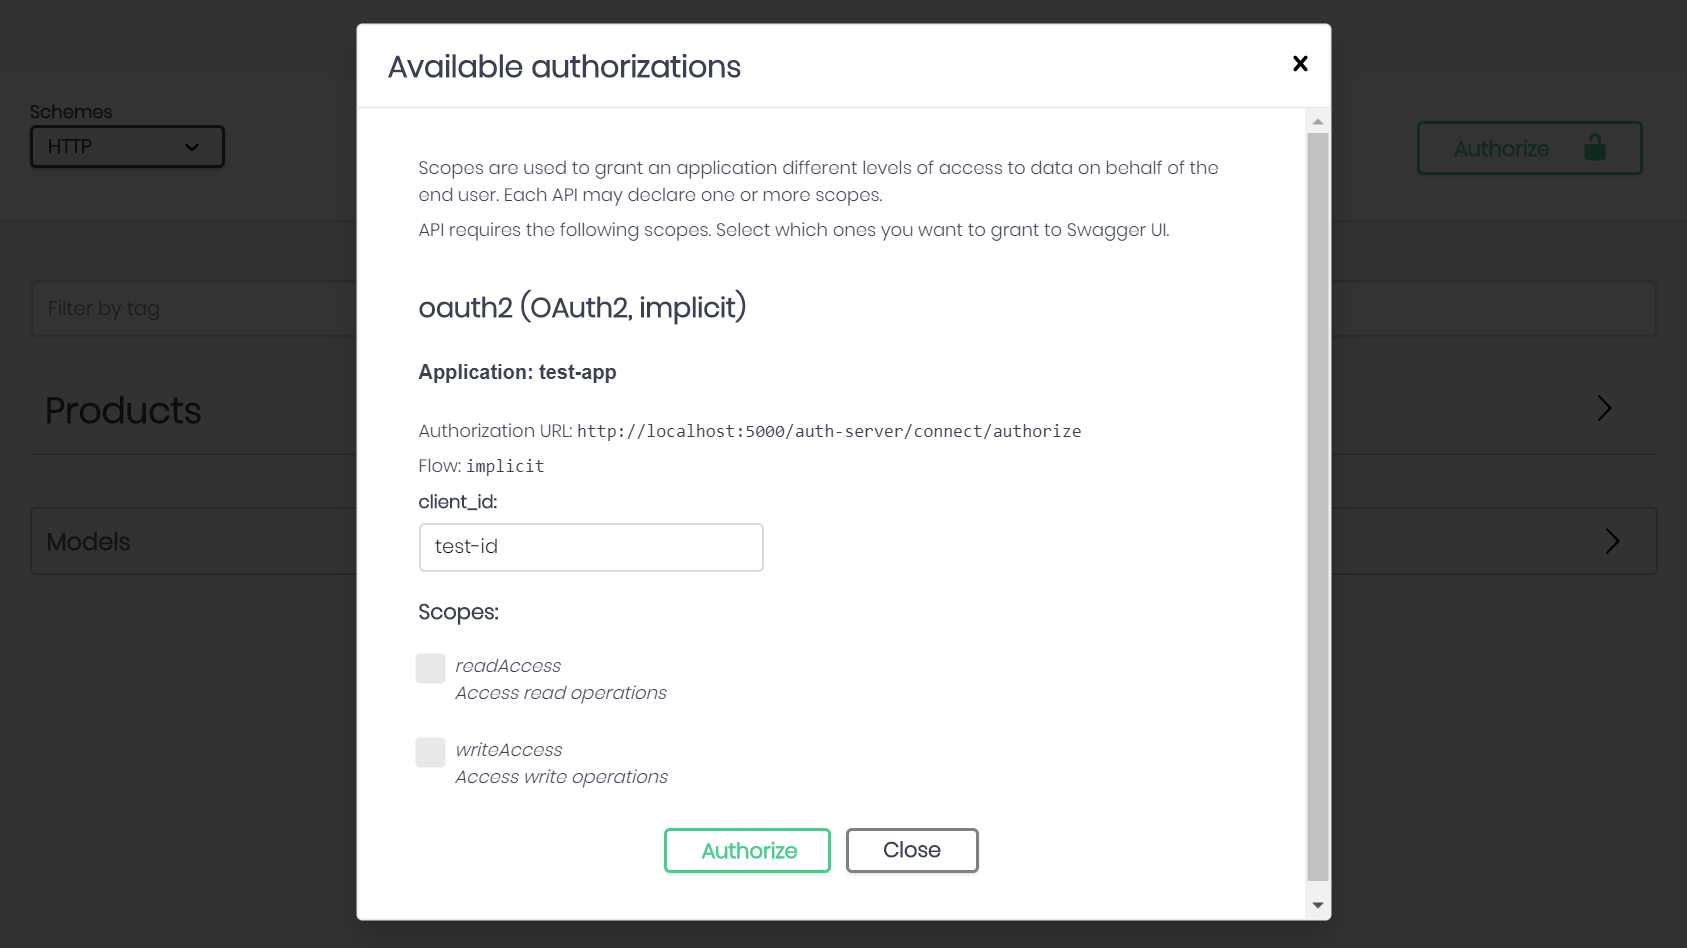 Available authorizations
Schemes
HTTP
Authorize
Scopes are used to grant an application different levels of access to data on behalf of the
end user. Each API may declare one or more scopes.
API requires the following scopes. Select which ones you want to grant to Swagger UI.
Filter by tag
oauth2 (OAuth2, implicit)
Application: test-app
Products
Authorization URL: http://localhost:5000/auth-server/connect/authorize
Flow: implicit
client_id:
test-id
Models
Scopes:
readAccess
Access read operations
writeAccess
Access write operations
Authorize
Close